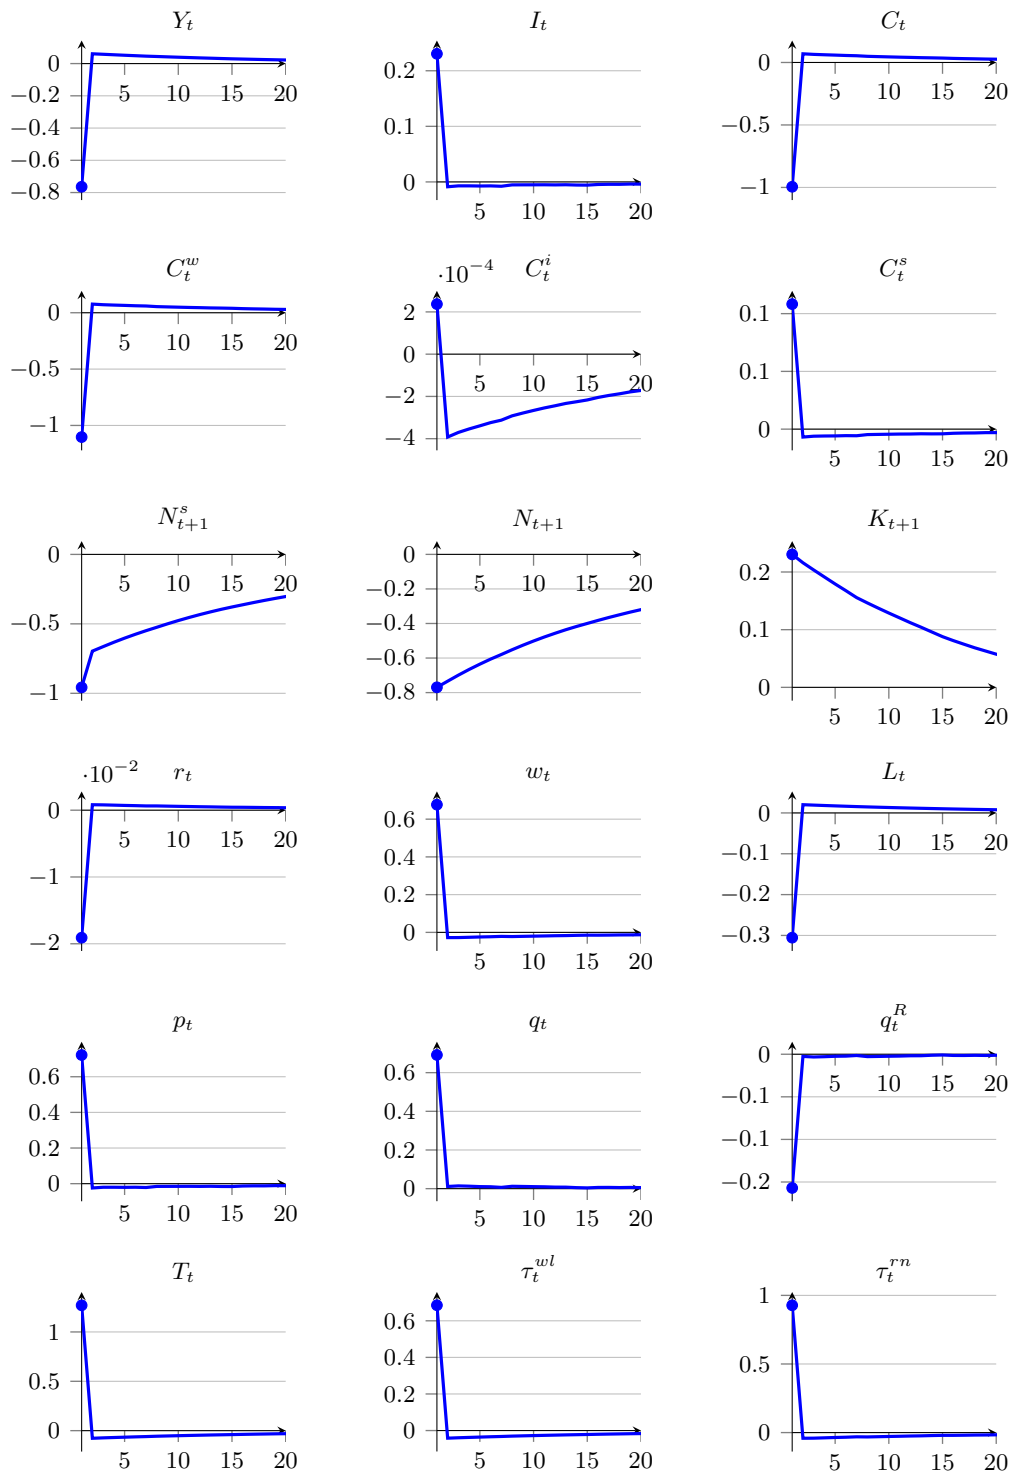 Y_t I_t C_t
0 −0.2 −0.4 −0.6 −0.8 5 10 15 20
0.2 0.1 0 5 10 15 20
0 −0.5 −1 5 10 15 20
C_t^w C_t^i C_t^s
0 −0.5 −1 5 10 15 20
·10^−4 2 0 −2 −4 5 10 15 20
0.1 0.1 0 5 10 15 20
N_{t+1}^s N_{t+1} K_{t+1}
0 −0.5 −1 5 10 15 20
0 −0.2 −0.4 −0.6 −0.8 5 10 15 20
0.2 0.1 0 5 10 15 20
r_t w_t L_t
·10^−2 0 −1 −2 5 10 15 20
0.6 0.4 0.2 0 5 10 15 20
0 −0.1 −0.2 −0.3 5 10 15 20
p_t q_t q_t^R
0.6 0.4 0.2 0 5 10 15 20
0.6 0.4 0.2 0 5 10 15 20
0 −0.1 −0.1 −0.2 5 10 15 20
T_t τ_t^{wl} τ_t^{rn}
1 0.5 0 5 10 15 20
0.6 0.4 0.2 0 5 10 15 20
1 0.5 0 5 10 15 20